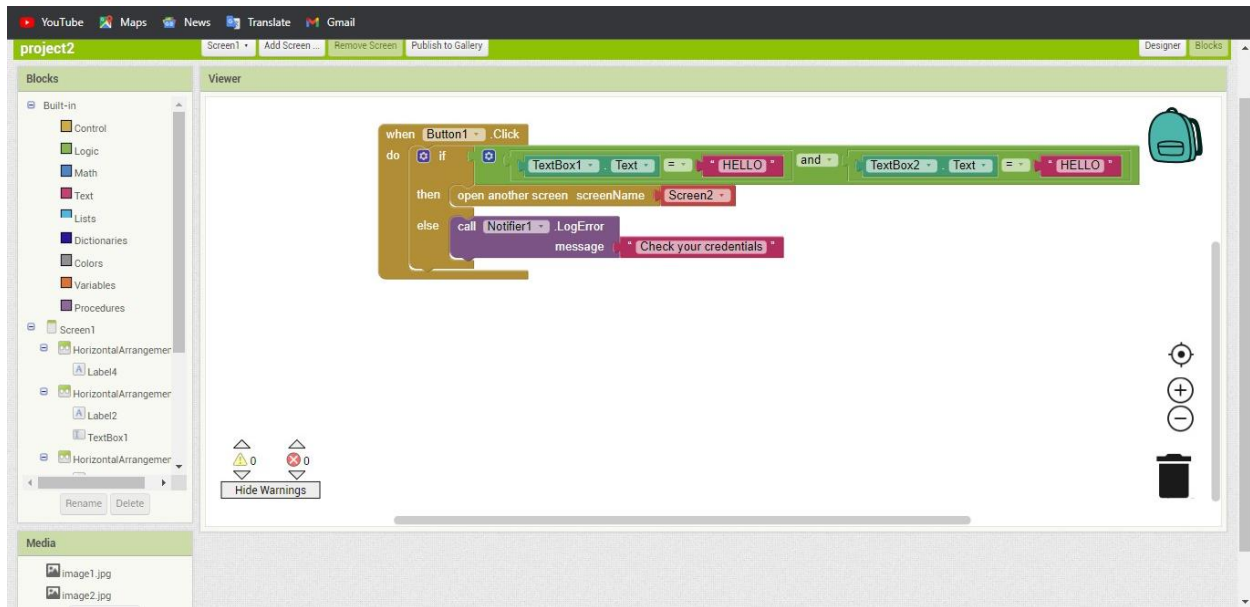 YouTube Maps News Translate Gmail
project2 Screen1 Add Screen ... Remove Screen Publish to Gallery Designer Blocks
Blocks
Viewer
Built-in
Control
Logic
Math
Text
Lists
Dictionaries
Colors
Variables
Procedures
Screen1
HorizontalArrangemen
Label4
HorizontalArrangemen
Label2
TextBox1
HorizontalArrangemen
Rename Delete
when Button1 .Click
do if TextBox1 . Text = " HELLO " and TextBox2 . Text = " HELLO "
then open another screen screenName Screen2
else call Notifier1 .LogError
message " Check your credentials "
0 0
Hide Warnings
Media
image1.jpg
image2.jpg